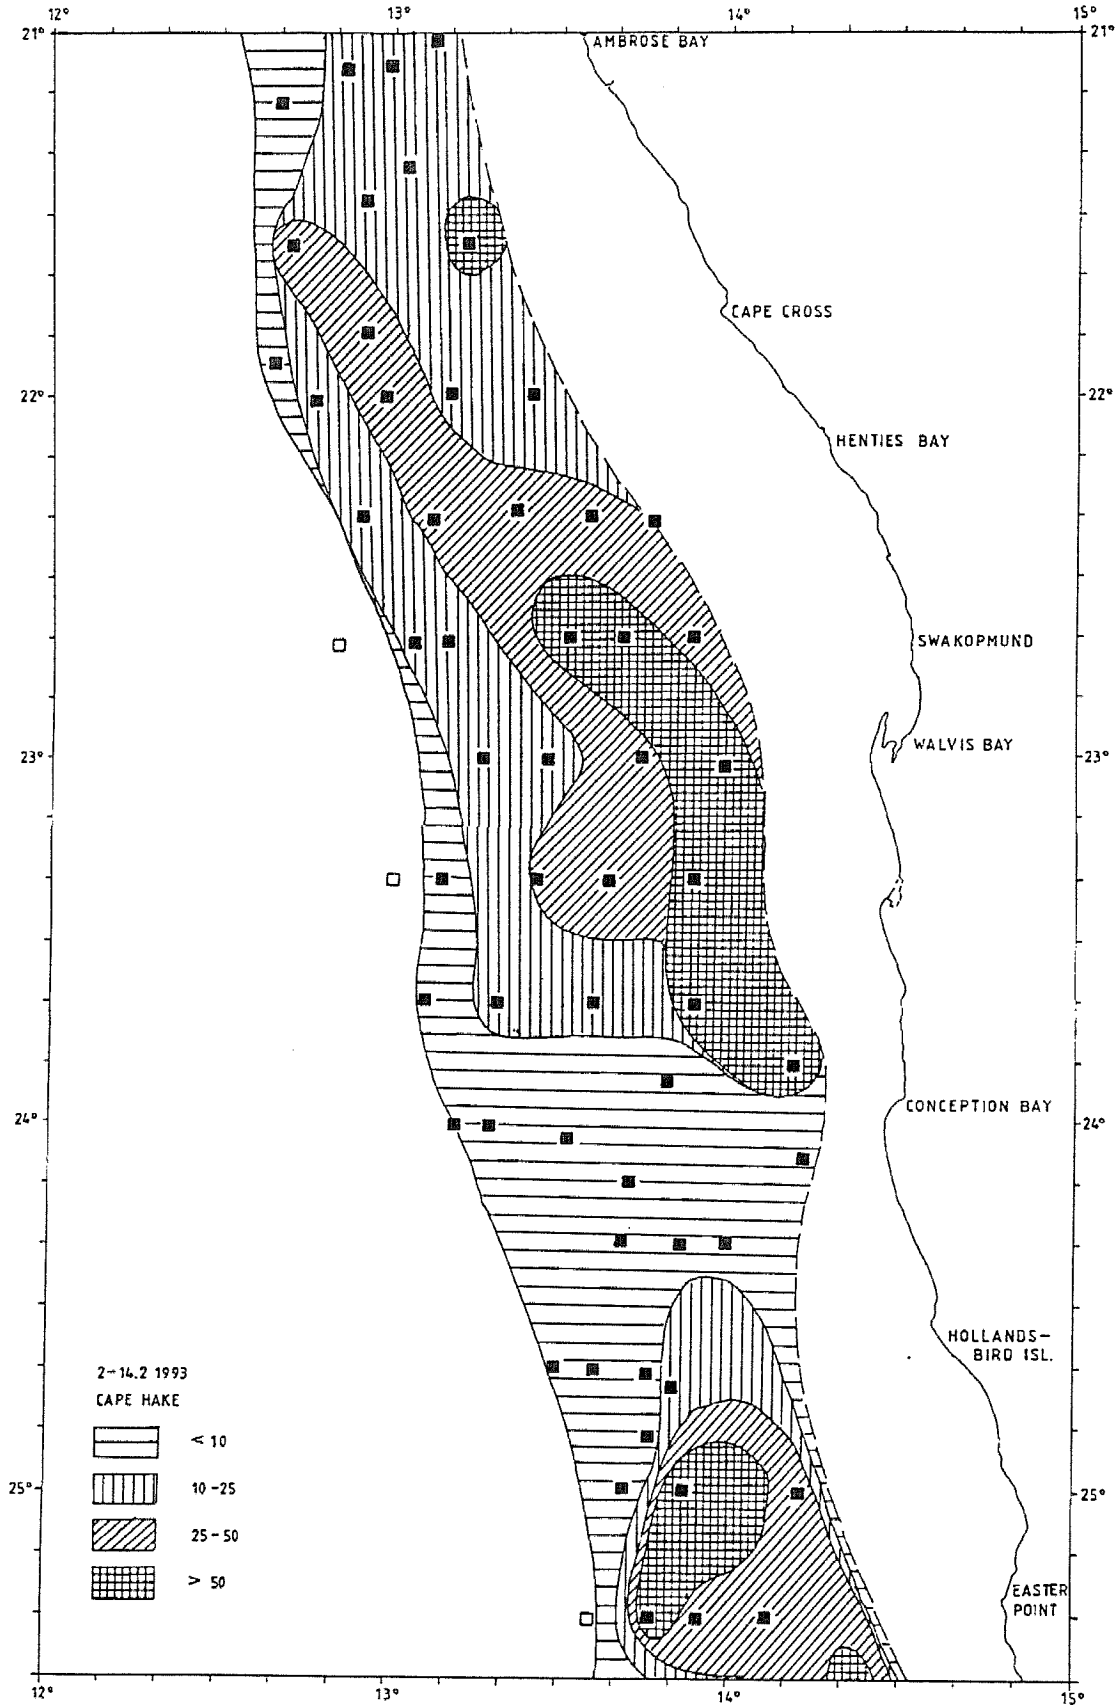 12° 13° 14° 15°
21° 21°
AMBROSE BAY
CAPE CROSS
22° 22°
HENTIES BAY
SWAKOPMUND
WALVIS BAY
23° 23°
CONCEPTION BAY
24° 24°
HOLLANDS-
BIRD ISL.
2-14.2 1993
CAPE HAKE
< 10
10-25
25-50
> 50
25° 25°
EASTER
POINT
12° 13° 14° 15°